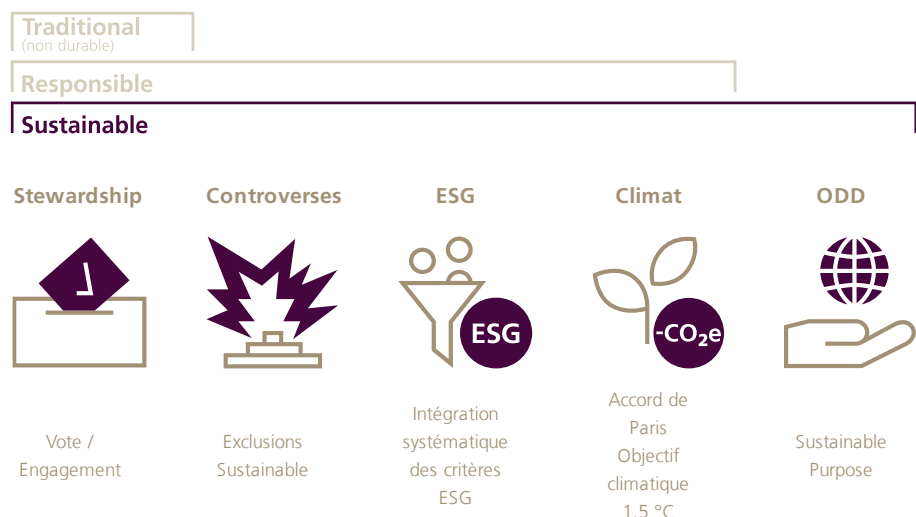 Traditional
(non durable)
Responsible
Sustainable
Stewardship
Controverses
ESG
Climat
ODD
ESG
-CO₂e
Vote /
Engagement
Exclusions
Sustainable
Intégration
systématique
des critères
ESG
Accord de
Paris
Objectif
climatique
1,5 °C
Sustainable
Purpose